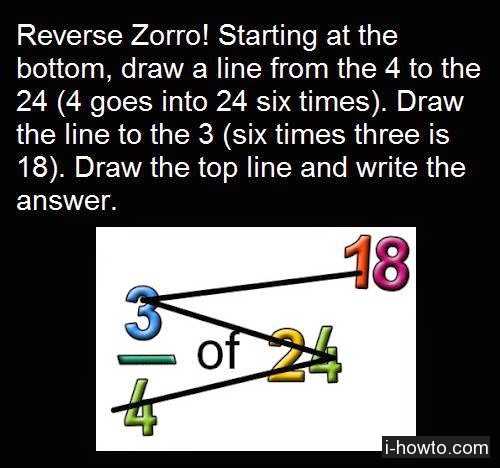 Reverse Zorro! Starting at the
bottom, draw a line from the 4 to the
24 (4 goes into 24 six times). Draw
the line to the 3 (six times three is
18). Draw the top line and write the
answer.
18
3
of 24
4
i-howto.com